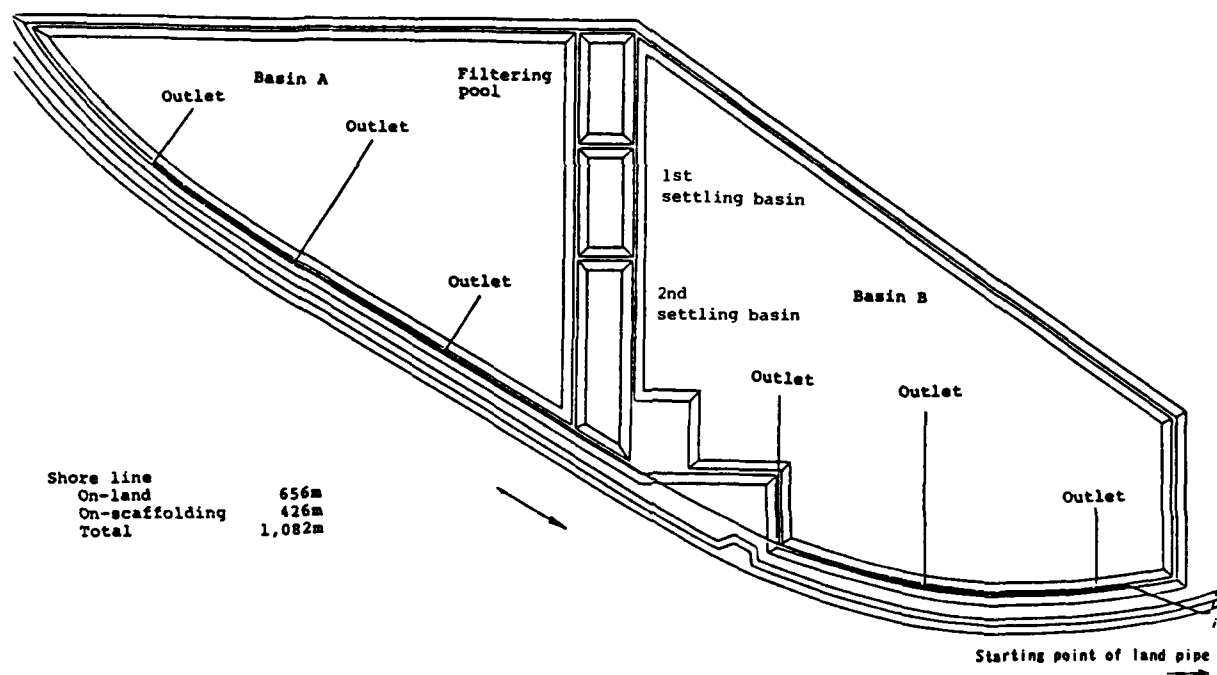 Basin A
Filtering
pool
Outlet
Outlet
1st
settling basin
Outlet
2nd
settling basin
Basin B
Outlet
Outlet
Shore line
On-land 656m
On-scaffolding 426m
Total 1,082m
Outlet
Starting point of land pipe